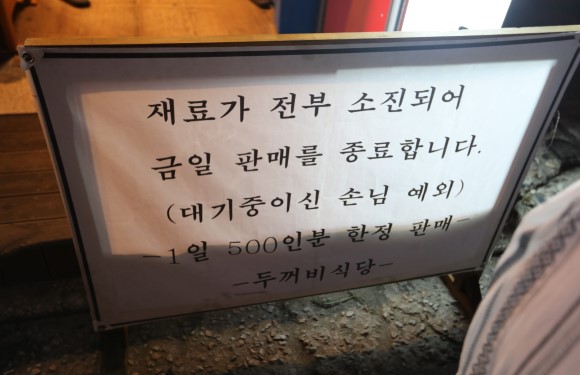 재료가 전부 소진되어
금일 판매를 종료합니다.
(대기중이신 손님 예외)
-1일 500인분 한정 판매-
-두꺼비식당-